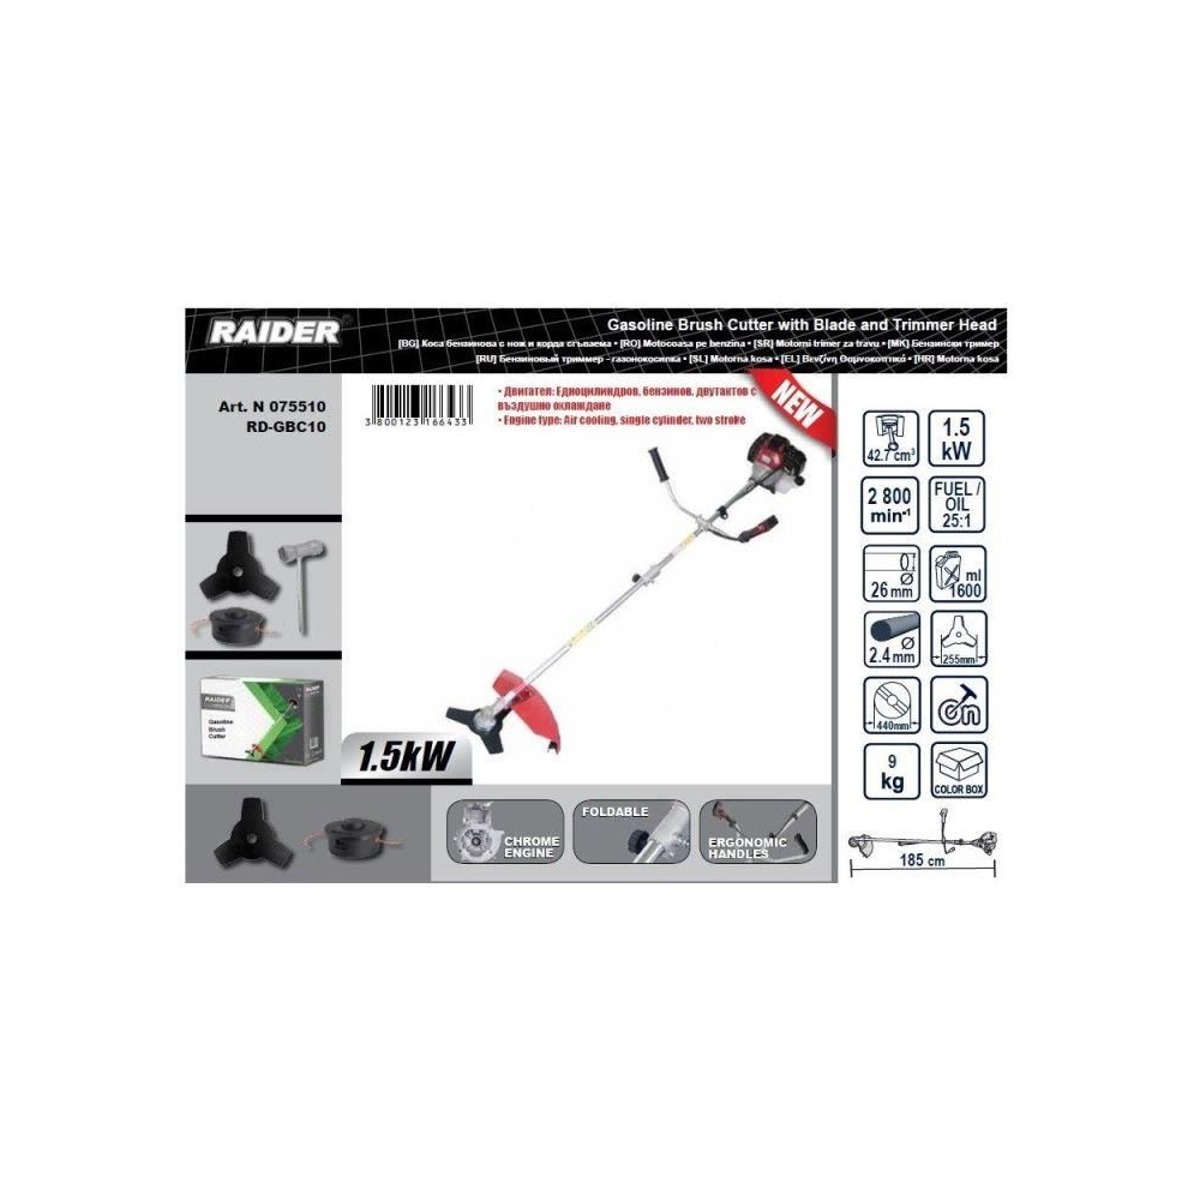 RAIDER®
Gasoline Brush Cutter with Blade and Trimmer Head
[BG] Коса бензинова с нож и корда сгъваема • [RO] Motocoasa pe benzina • [SR] Motorni trimer za travu • [MK] Бензински тример
[RU] Бензиновый триммер - газонокосилка • [SL] Motorna kosa • [EL] Βενζίνη Θαμνοκοπτικό • [HR] Motorna kosa
Art. N 075510
RD-GBC10
3 800123 166433
• Двигател: Едноцилиндров, бензинов, двутактов с
въздушно охлаждане
• Engine type: Air cooling, single cylinder, two stroke
NEW
42.7 cm³
1.5
kW
2 800
min-1
FUEL /
OIL
25:1
26 mm
ml
1600
2.4 mm
255mm
440mm
on
9
kg
COLOR BOX
185 cm
RAIDER
RAIDER
Gasoline
Brush
Cutter
1.5kW
CHROME
ENGINE
FOLDABLE
ERGONOMIC
HANDLES